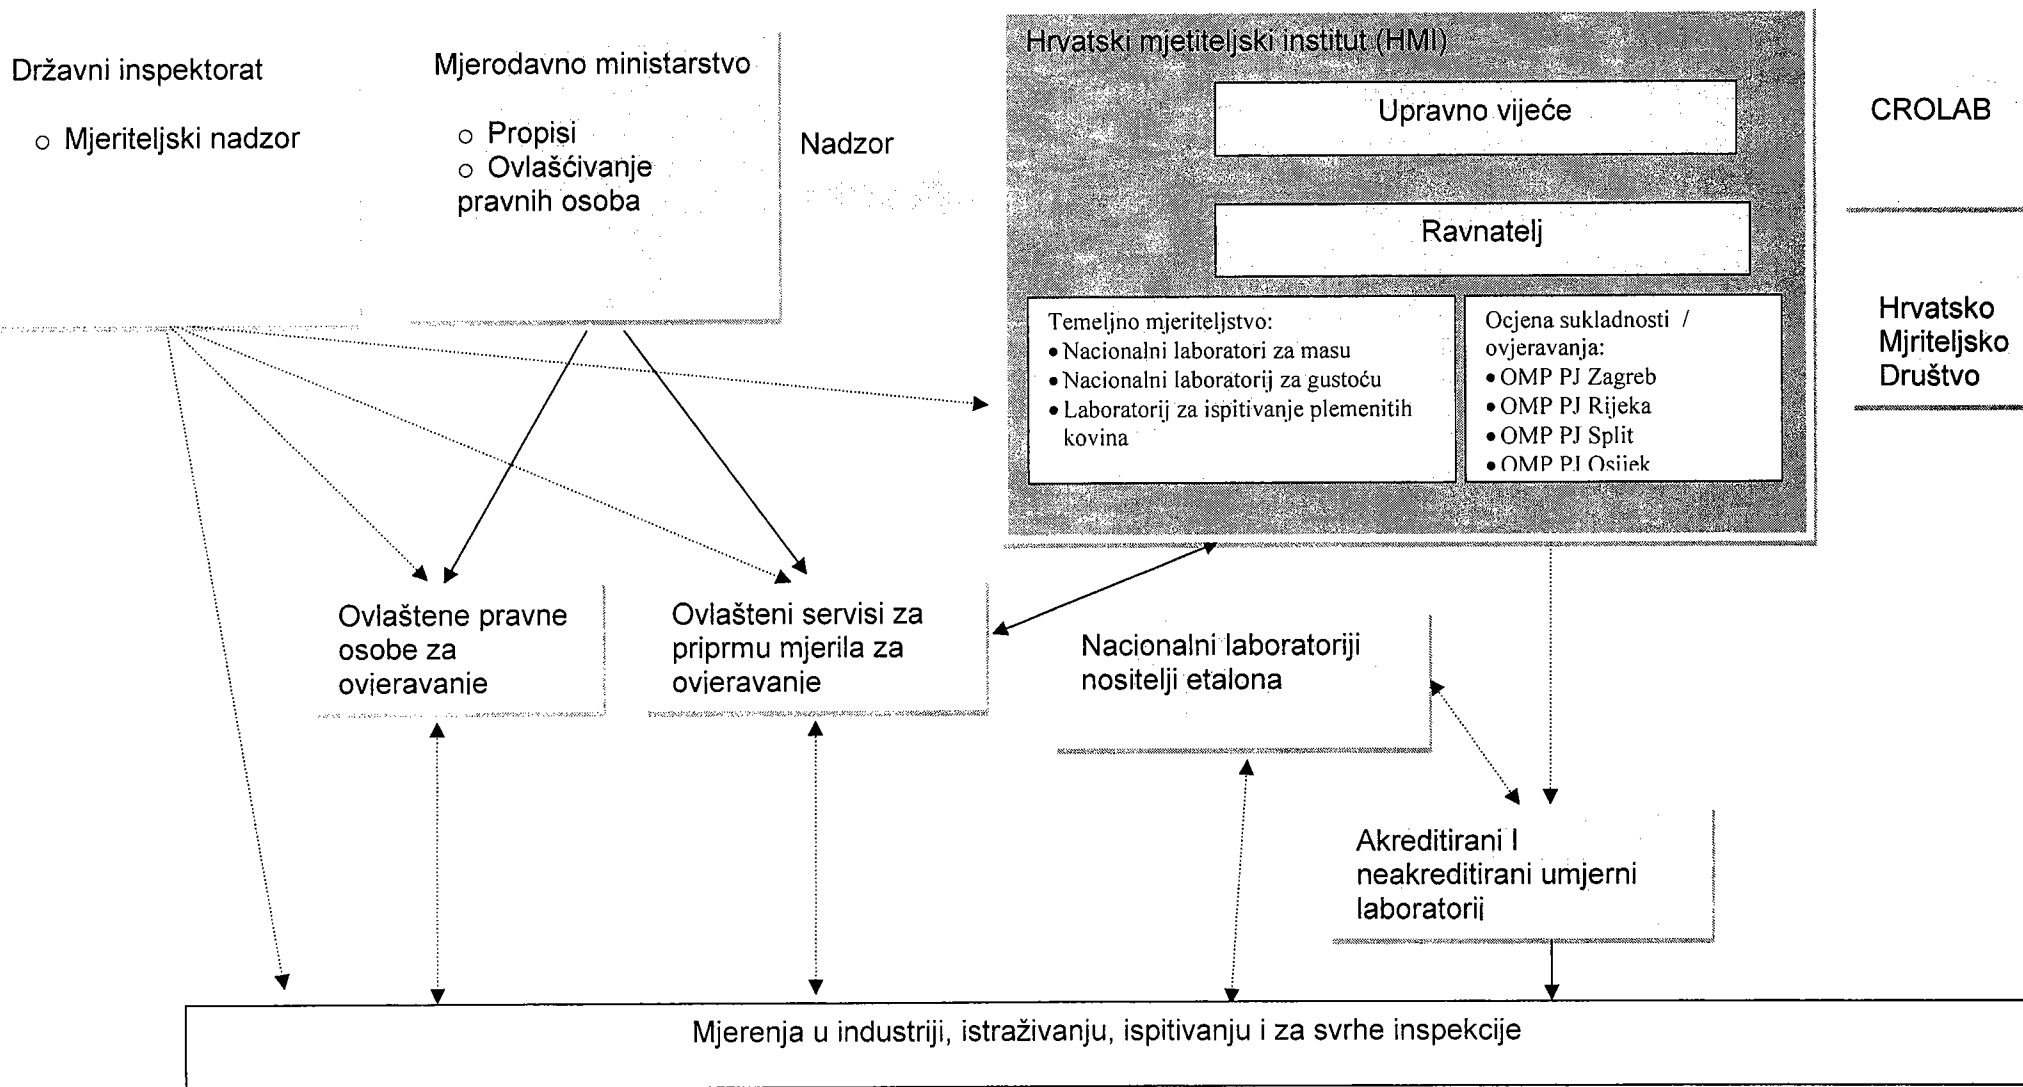 Državni inspektorat
o Mjeriteljski nadzor
Mjerodavno ministarstvo
o Propisi
o Ovlašćivanje
pravnih osoba
Nadzor
Hrvatski mjetiteljski institut (HMI)
Upravno vijeće
Ravnatelj
Temeljno mjeriteljstvo:
• Nacionalni laboratori za masu
• Nacionalni laboratorij za gustoću
• Laboratorij za ispitivanje plemenitih
kovina
Ocjena sukladnosti /
ovjeravanja:
• OMP PJ Zagreb
• OMP PJ Rijeka
• OMP PJ Split
• OMP PJ Osijek
CROLAB
Hrvatsko
Mjriteljsko
Društvo
Ovlaštene pravne
osobe za
ovjeravanje
Ovlašteni servisi za
priprmu mjerila za
ovjeravanje
Nacionalni laboratoriji
nositelji etalona
Akreditirani I
neakreditirani umjerni
laboratorij
Mjerenja u industriji, istraživanju, ispitivanju i za svrhe inspekcije